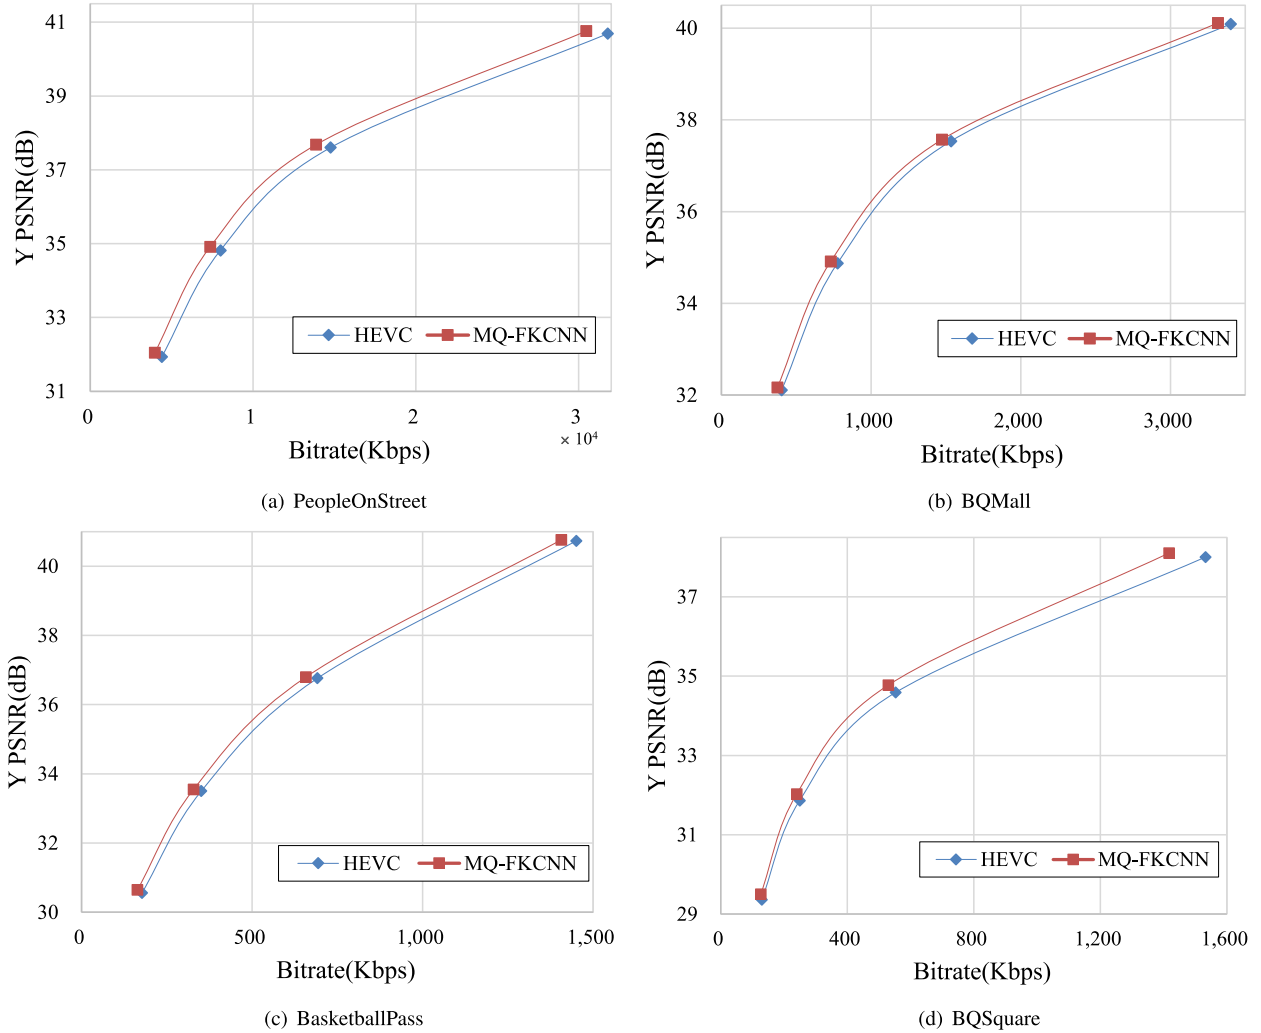 41
39
37
35
33
31
Y PSNR(dB)
HEVC MQ-FKCNN
0 1 2 3
× 10⁴
Bitrate(Kbps)
(a) PeopleOnStreet
40
38
36
34
32
Y PSNR(dB)
HEVC MQ-FKCNN
0 1,000 2,000 3,000
Bitrate(Kbps)
(b) BQMall
40
38
36
34
32
30
Y PSNR(dB)
HEVC MQ-FKCNN
0 500 1,000 1,500
Bitrate(Kbps)
(c) BasketballPass
37
35
33
31
29
Y PSNR(dB)
HEVC MQ-FKCNN
0 400 800 1,200 1,600
Bitrate(Kbps)
(d) BQSquare